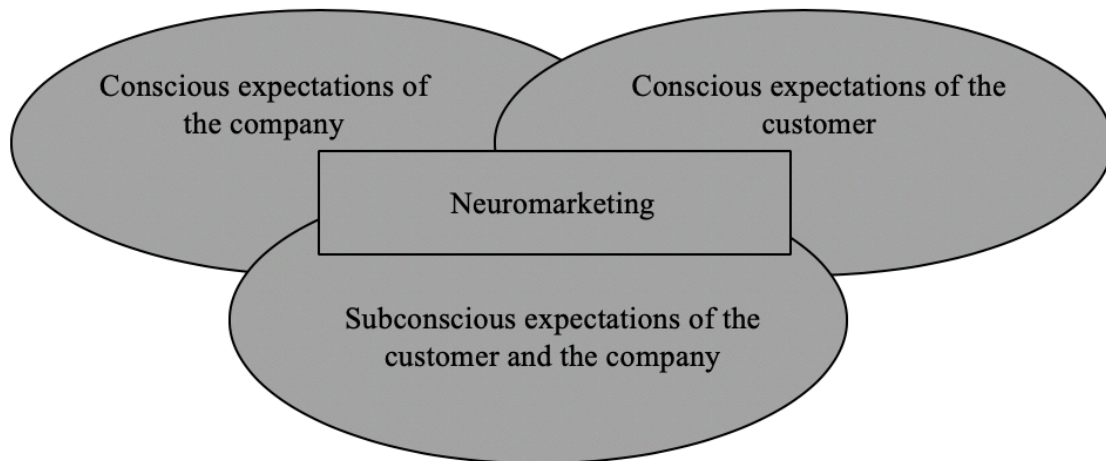 Conscious expectations of
the company
Conscious expectations of the
customer
Neuromarketing
Subconscious expectations of the
customer and the company